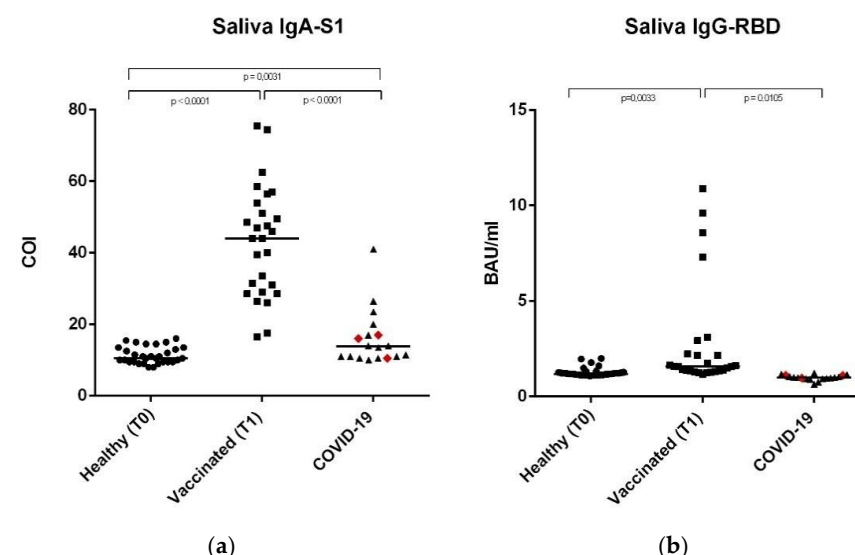 Saliva IgA-S1
p = 0,0031
p < 0.0001
p < 0.0001
COI
80
60
40
20
0
Healthy (T0)
Vaccinated (T1)
COVID-19
(a)
Saliva IgG-RBD
p=0,0033
p = 0.0105
BAU/ml
15
10
5
0
Healthy (T0)
Vaccinated (T1)
COVID-19
(b)